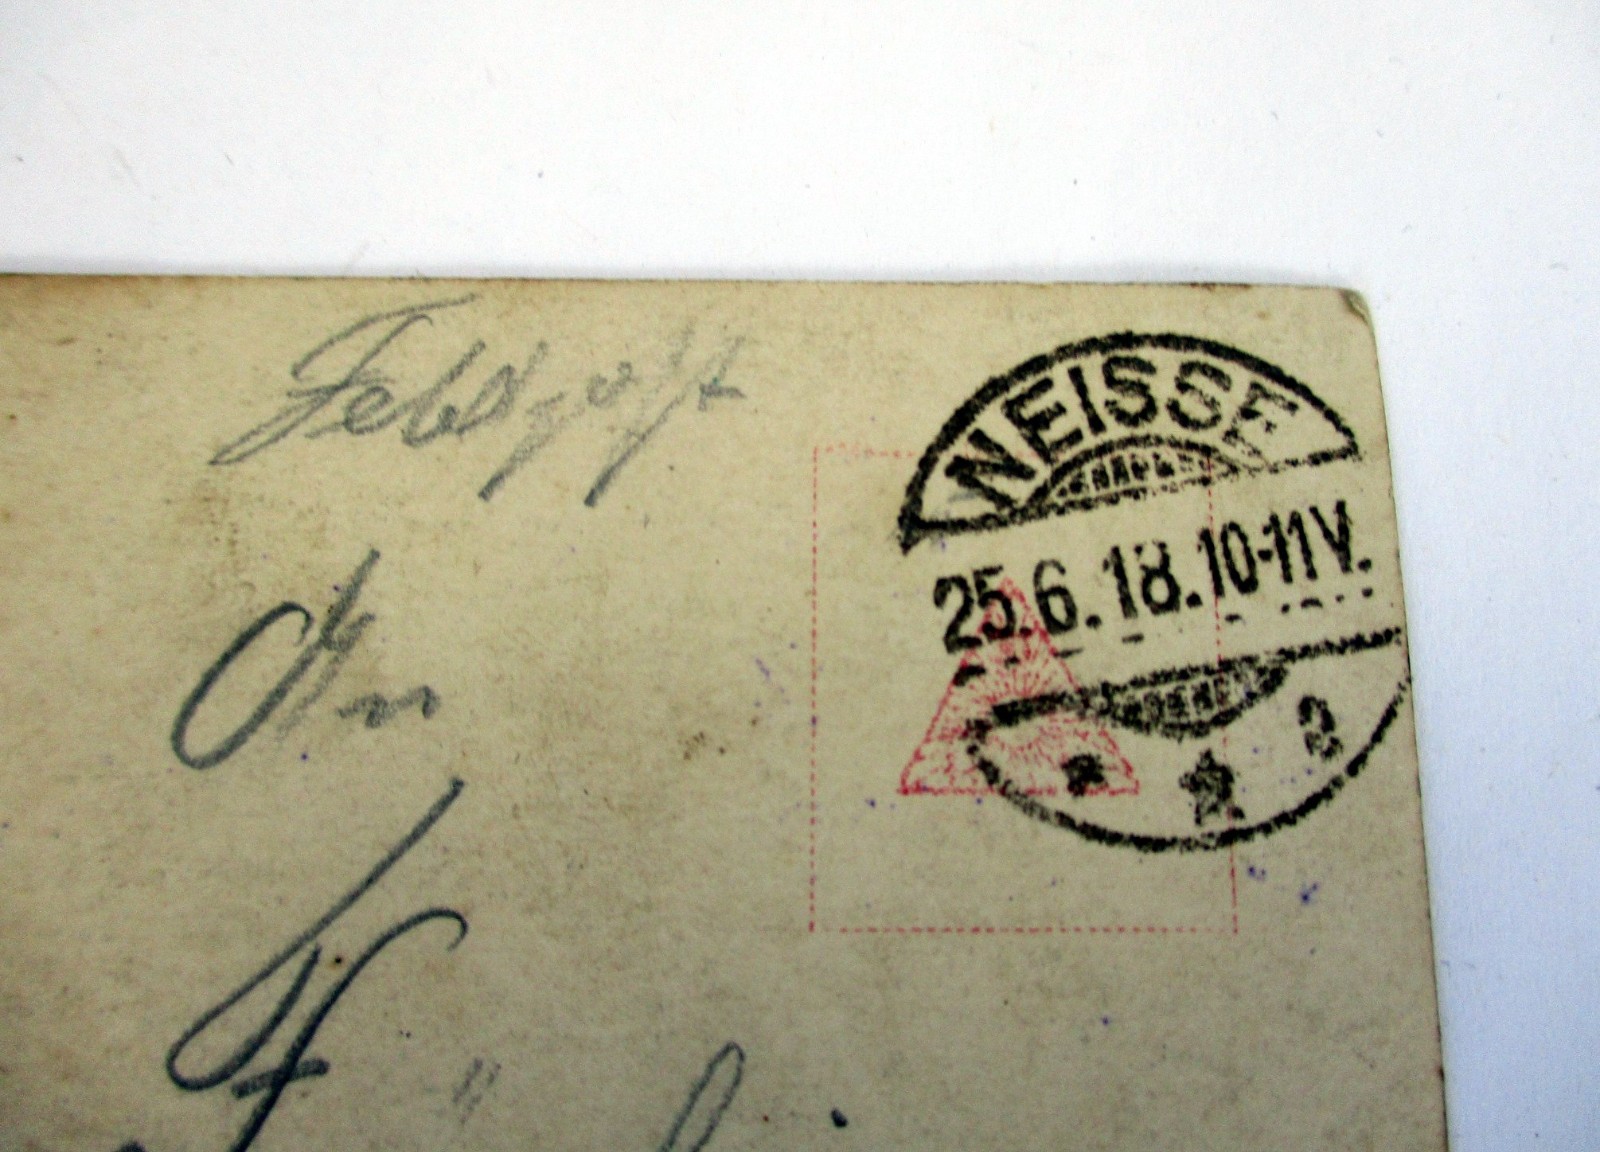 Feldpost
NEISSE
25.6.18.10-11V.
* * a
An